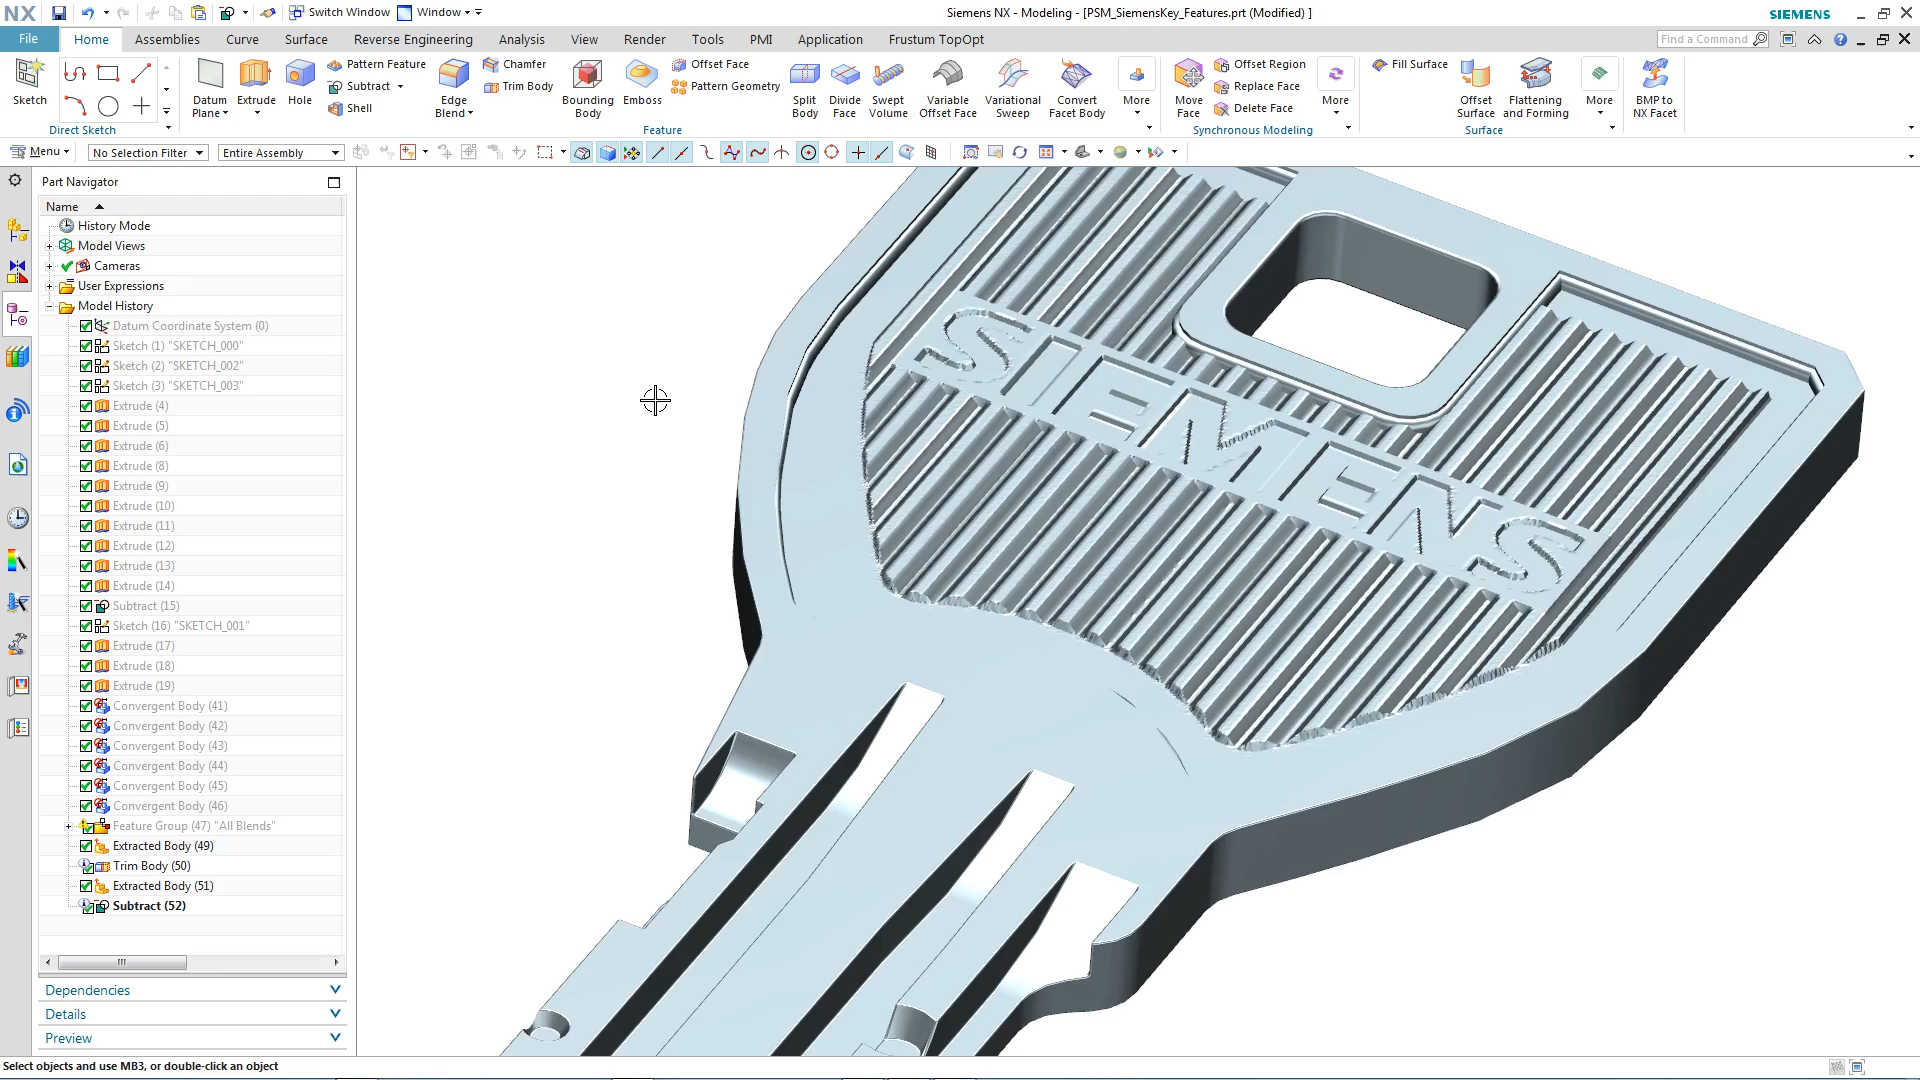 NX
Switch Window
Window
Siemens NX - Modeling - [PSM_SiemensKey_Features.prt (Modified) ]
SIEMENS
File
Home
Assemblies
Curve
Surface
Reverse Engineering
Analysis
View
Render
Tools
PMI
Application
Frustum TopOpt
Find a Command
Sketch
Direct Sketch
Datum
Plane
Extrude
Hole
Pattern Feature
Subtract
Shell
Edge
Blend
Chamfer
Trim Body
Bounding
Body
Emboss
Offset Face
Pattern Geometry
Split
Body
Divide
Face
Swept
Volume
Variable
Offset Face
Variational
Sweep
Convert
Facet Body
More
Feature
Move
Face
Offset Region
Replace Face
Delete Face
More
Synchronous Modeling
Fill Surface
Offset
Surface
Flattening
and Forming
More
Surface
BMP to
NX Facet
Menu
No Selection Filter
Entire Assembly
Part Navigator
Name
History Mode
Model Views
Cameras
User Expressions
Model History
Datum Coordinate System (0)
Sketch (1) "SKETCH_000"
Sketch (2) "SKETCH_002"
Sketch (3) "SKETCH_003"
Extrude (4)
Extrude (5)
Extrude (6)
Extrude (8)
Extrude (9)
Extrude (10)
Extrude (11)
Extrude (12)
Extrude (13)
Extrude (14)
Subtract (15)
Sketch (16) "SKETCH_001"
Extrude (17)
Extrude (18)
Extrude (19)
Convergent Body (41)
Convergent Body (42)
Convergent Body (43)
Convergent Body (44)
Convergent Body (45)
Convergent Body (46)
Feature Group (47) "All Blends"
Extracted Body (49)
Trim Body (50)
Extracted Body (51)
Subtract (52)
Dependencies
Details
Preview
SIEMENS
Select objects and use MB3, or double-click an object